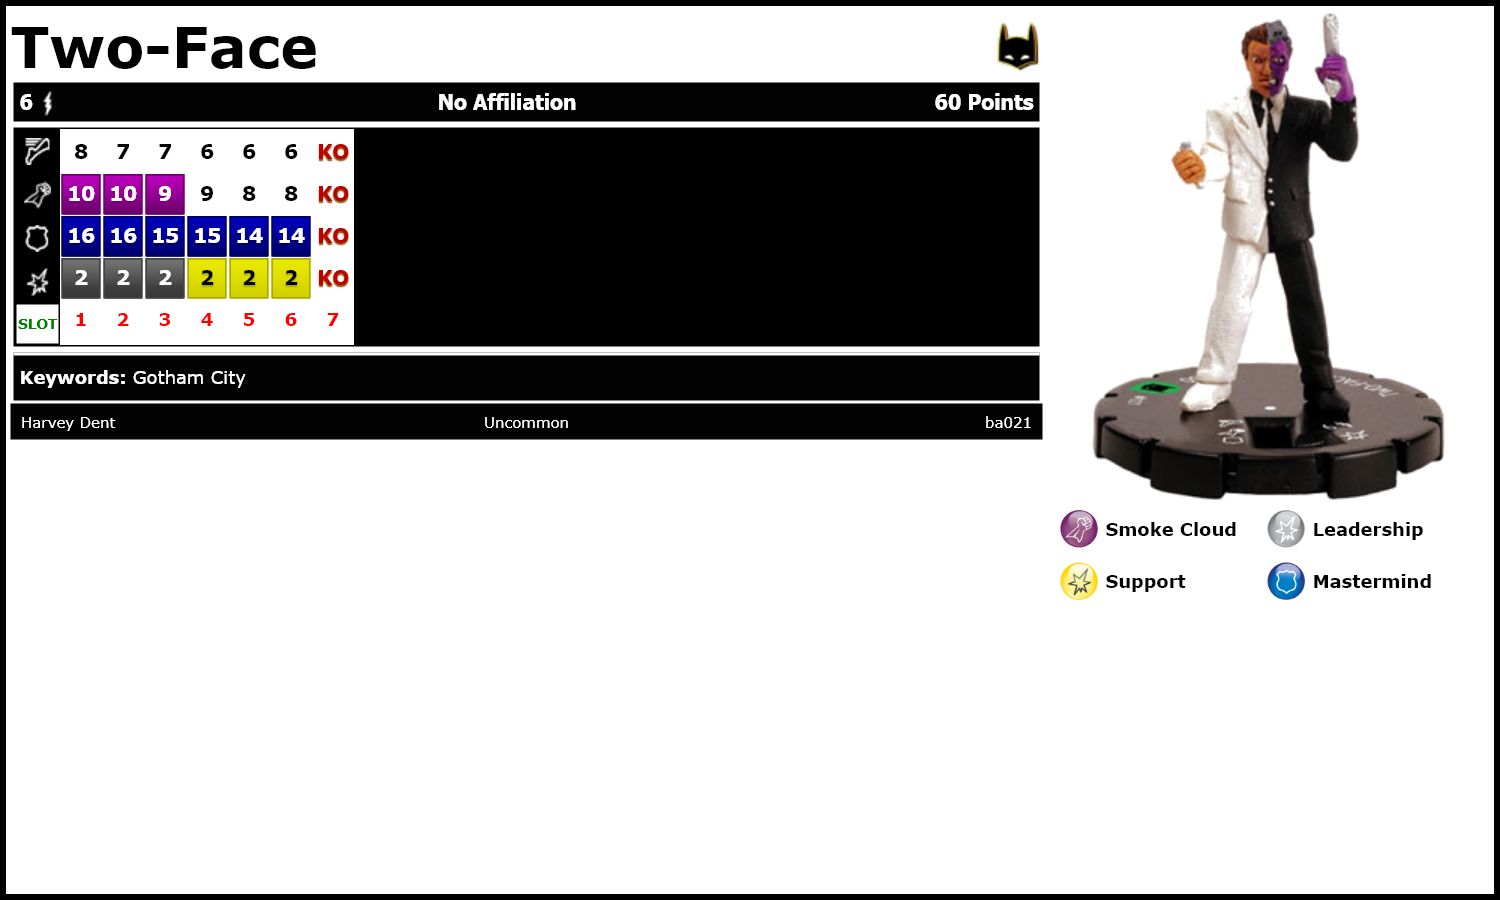 Two-Face
6 No Affiliation 60 Points
8 7 7 6 6 6 KO
10 10 9 9 8 8 KO
16 16 15 15 14 14 KO
2 2 2 2 2 2 KO
SLOT 1 2 3 4 5 6 7
Keywords: Gotham City
Harvey Dent Uncommon ba021
Smoke Cloud Leadership
Support Mastermind